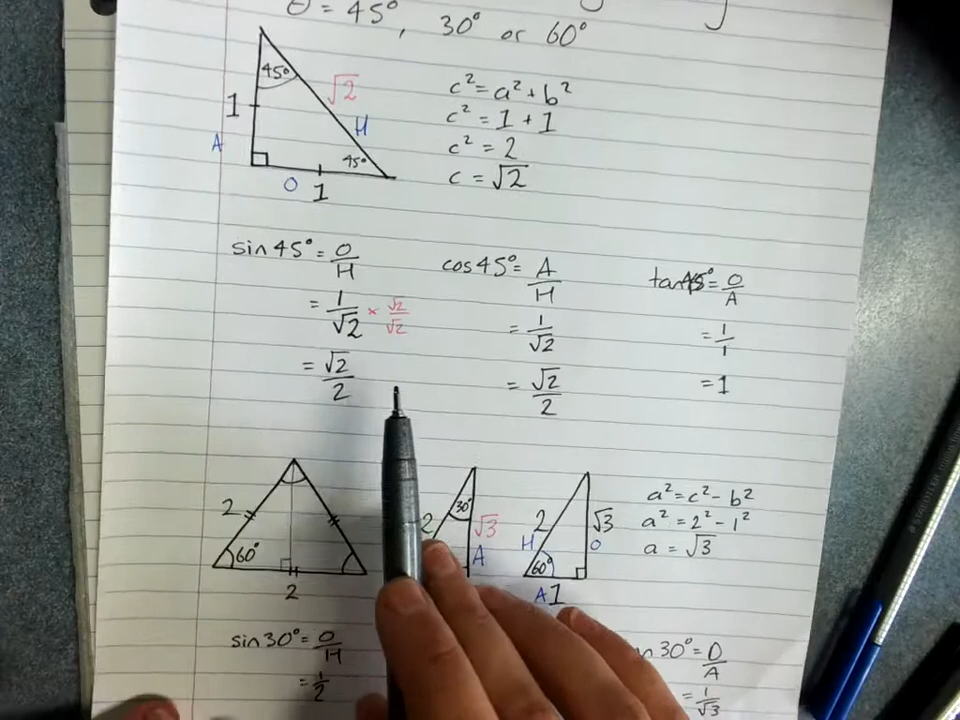 θ = 45°, 30° or 60°
45°
√2
1
H
A
45°
O
1
c² = a² + b²
c² = 1 + 1
c² = 2
c = √2
sin 45° = O/H
= 1/√2 × √2/√2
= √2/2
cos 45° = A/H
= 1/√2
= √2/2
tan 45° = O/A
= 1/1
= 1
2
60°
2
30°
2
√3
A
2
H
√3
O
60°
A 1
a² = c² - b²
a² = 2² - 1²
a = √3
sin 30° = O/H
= 1/2
n 30° = O/A
= 1/√3